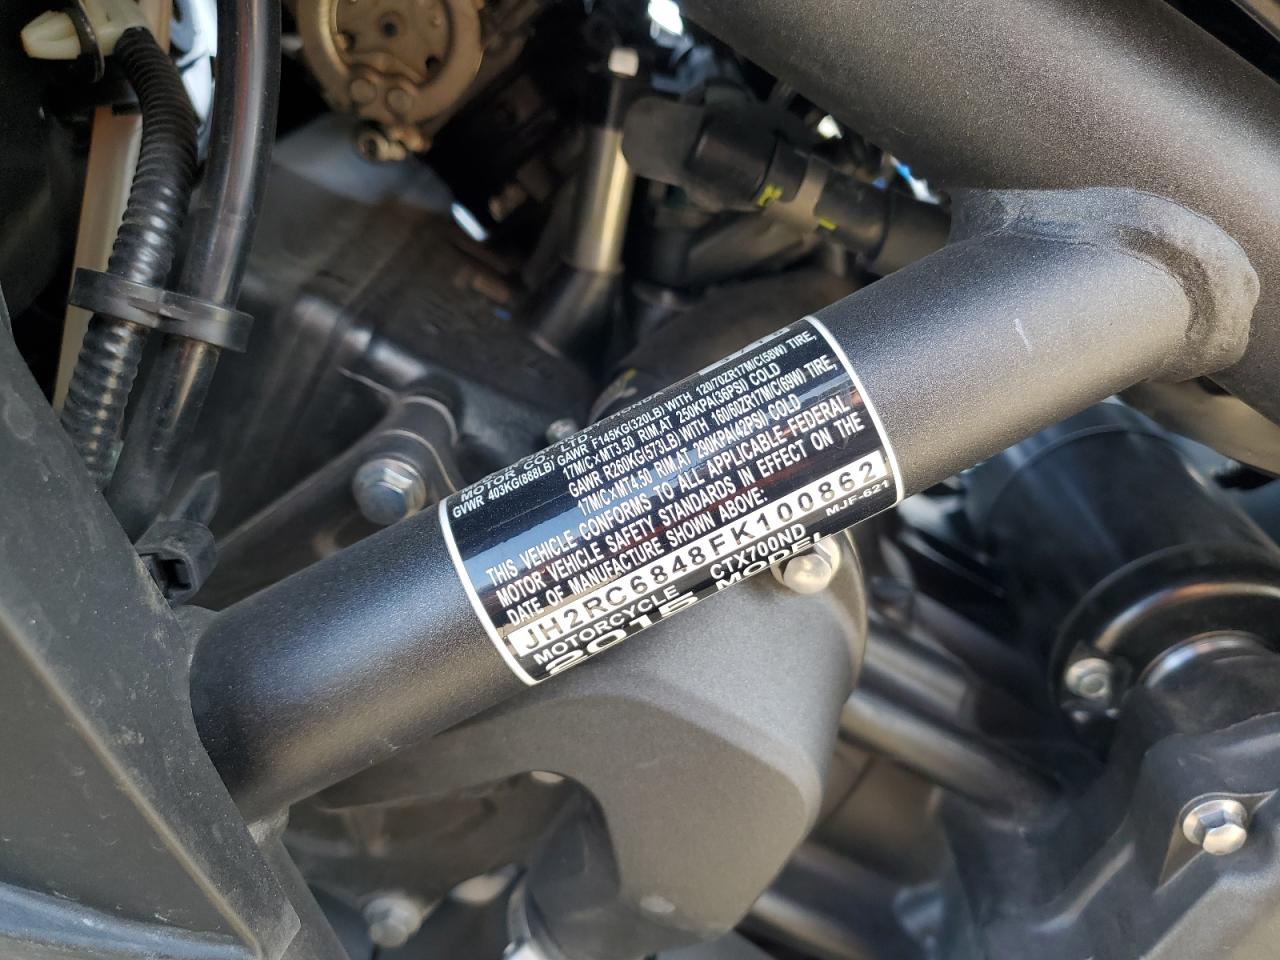 MOTOR CO., LTD. HONDA
GVWR 403KG(888LB) GAWR F145KG(320LB) WITH 120/70ZR17M/C(58W) TIRE,
17M/C×MT3.50 RIM,AT 250KPA(36PSI) COLD
GAWR R260KG(573LB) WITH 160/60ZR17M/C(69W) TIRE,
17M/C×MT4.50 RIM,AT 290KPA(42PSI) COLD
THIS VEHICLE CONFORMS TO ALL APPLICABLE FEDERAL
MOTOR VEHICLE SAFETY STANDARDS IN EFFECT ON THE
DATE OF MANUFACTURE SHOWN ABOVE:
JH2RC6848FK100862
MOTORCYCLE CTX700ND MJF-621
2015 MODEL